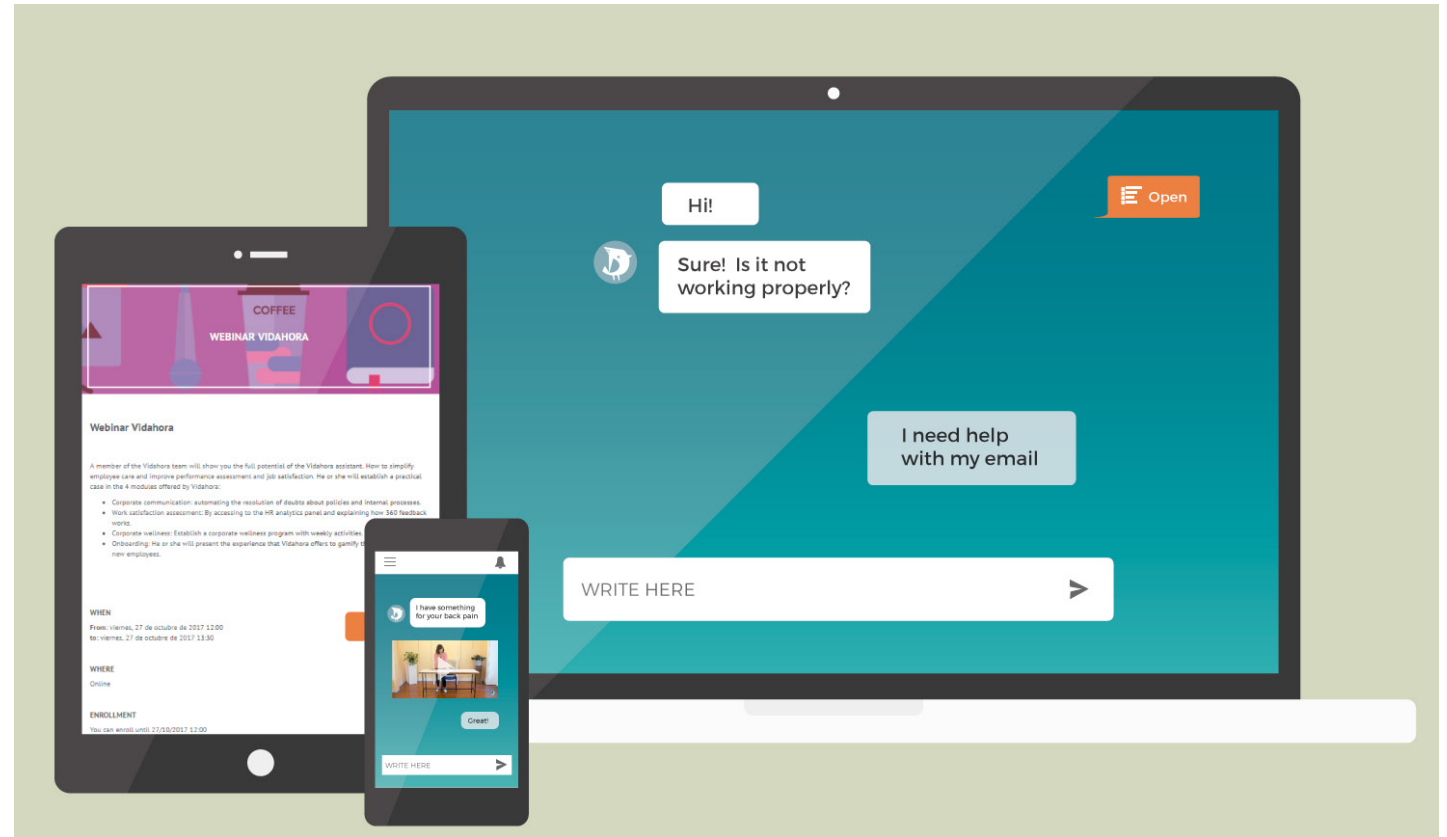 Hi!
Open
Sure! Is it not
working properly?
I need help
with my email
WRITE HERE
COFFEE
WEBINAR VIDAHORA
Webinar Vidahora
A member of the Vidahora team will show you the full potential of the Vidahora assistant. How to simplify
employee care and improve performance assessment and job satisfaction. He or she will establish a practical
case in the 4 modules offered by Vidahora:
• Corporate communication: automating the resolution of doubts about policies and internal processes.
• Work satisfaction assessment: By accessing to the HR analytics panel and explaining how 360 feedback
works.
• Corporate wellness: Establish a corporate wellness program with weekly activities.
• Onboarding: He or she will present the experience that Vidahora offers to gamify
new employees.
WHEN
From: viernes, 27 de octubre de 2017 12:00
to: viernes, 27 de octubre de 2017 13:30
WHERE
Online
ENROLLMENT
You can enroll until 27/10/2017 12:00
I have something
for your back pain
Great!
WRITE HERE